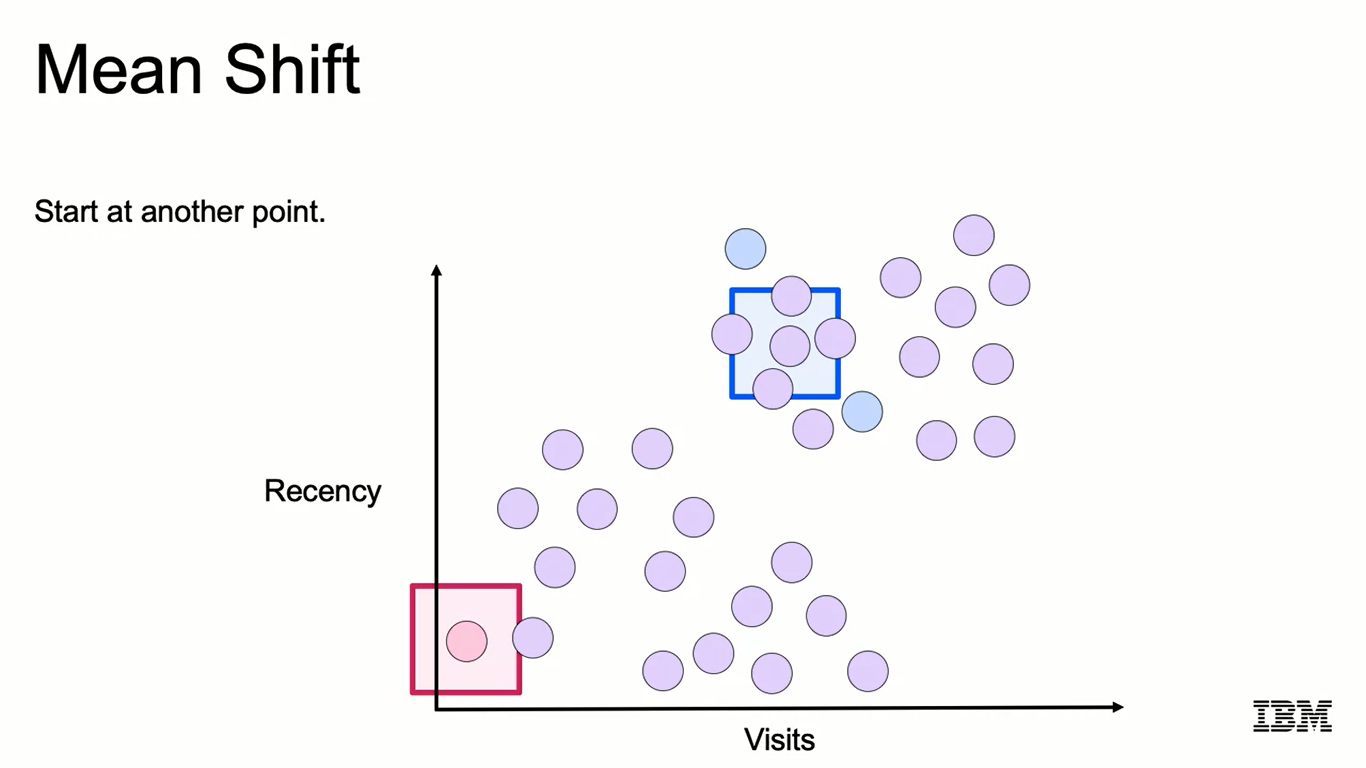 Mean Shift
Start at another point.
Recency
Visits
IBM